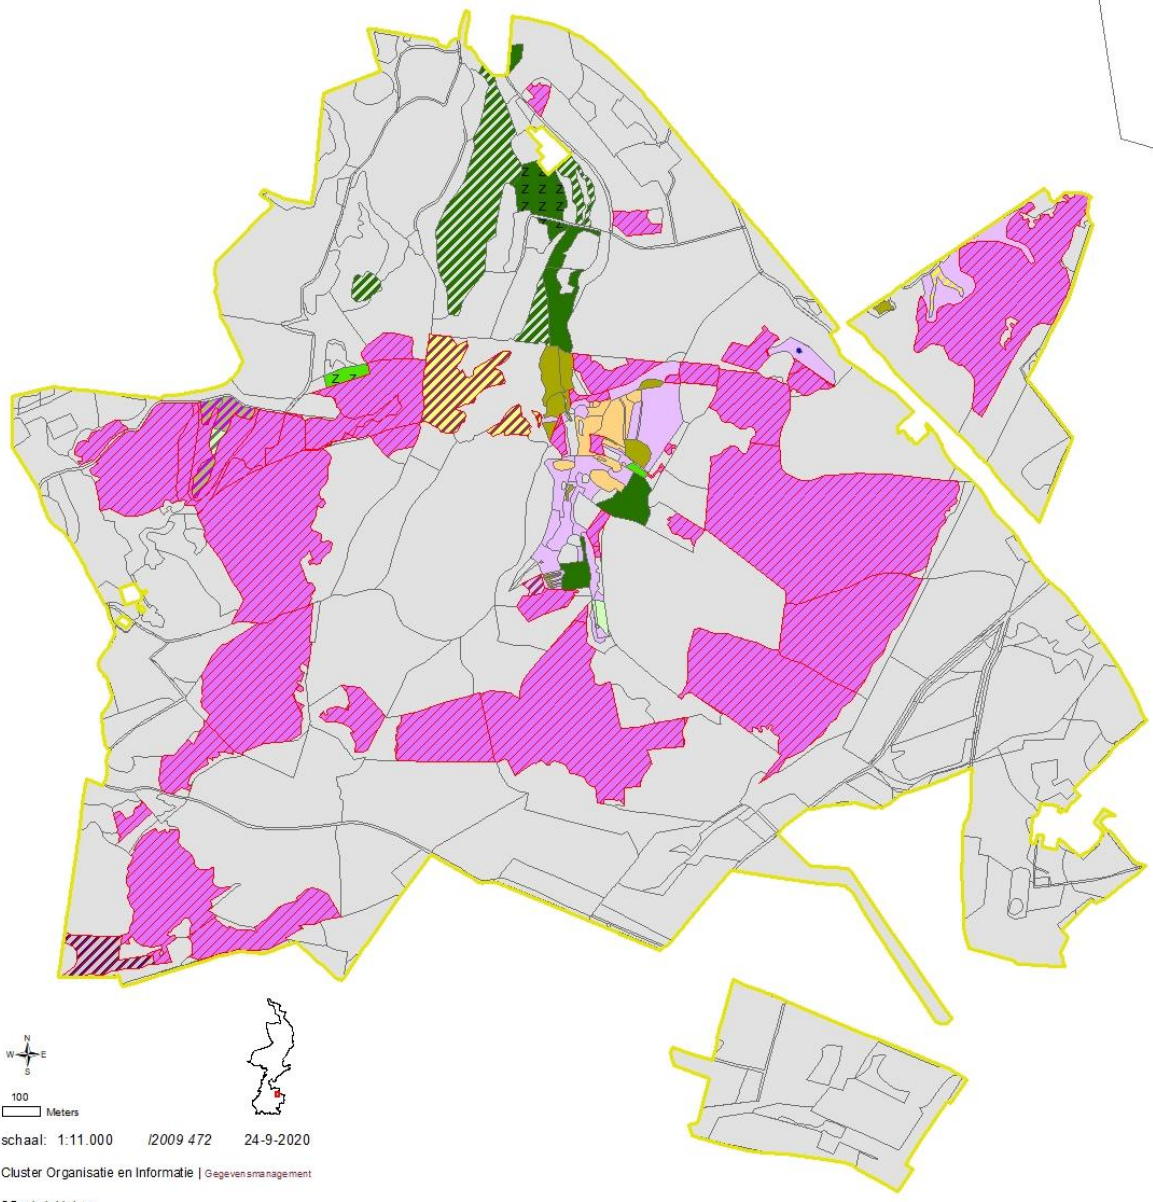 Z Z
Z Z Z
Z Z Z
Z
Z Z
N
W E
S
100
Meters
schaal: 1:11.000 I2009 472 24-9-2020
Cluster Organisatie en Informatie | Gegevensmanagement